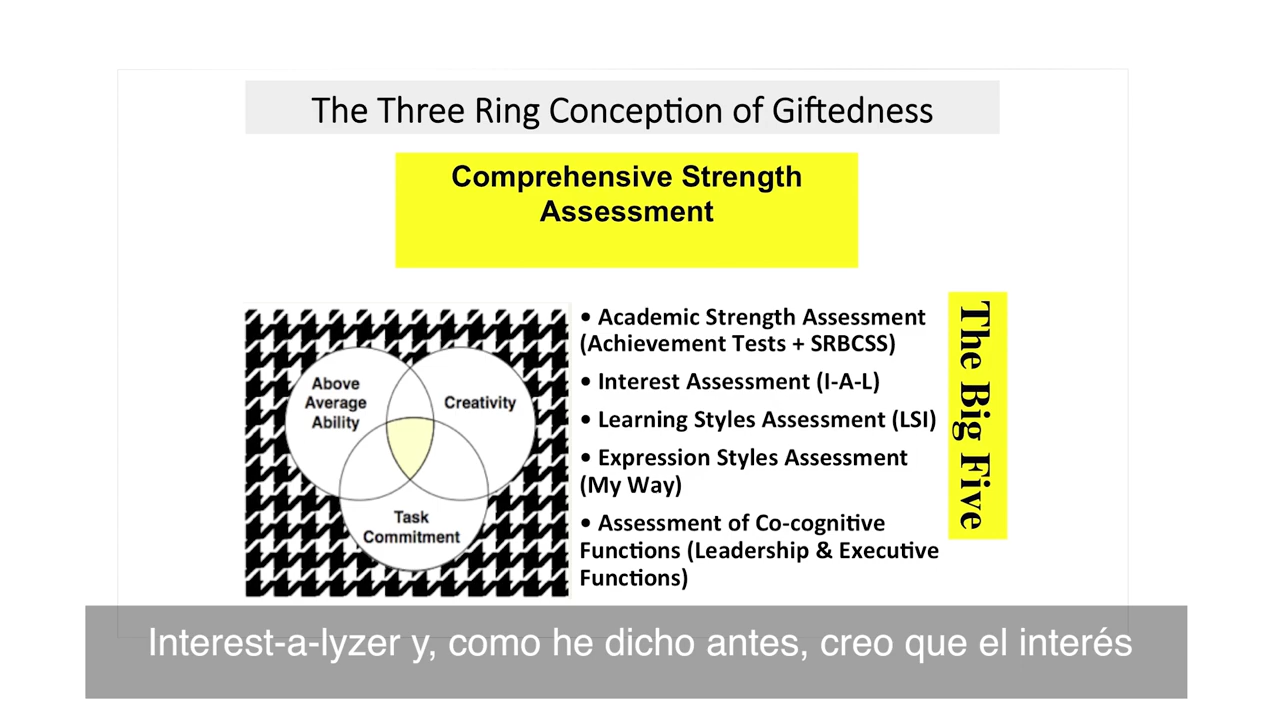 The Three Ring Conception of Giftedness
Comprehensive Strength
Assessment
Above
Average
Ability
Creativity
Task
Commitment
• Academic Strength Assessment
(Achievement Tests + SRBCSS)
• Interest Assessment (I-A-L)
• Learning Styles Assessment (LSI)
• Expression Styles Assessment
(My Way)
• Assessment of Co-cognitive
Functions (Leadership & Executive
Functions)
The Big Five
Interest-a-lyzer y, como he dicho antes, creo que el interés